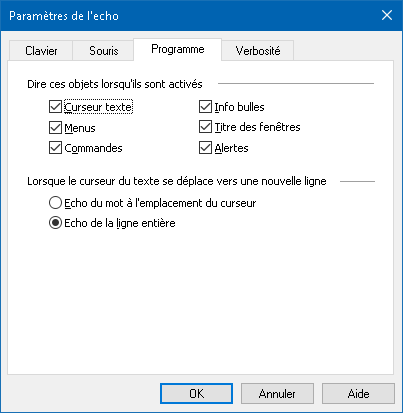 Paramètres de l'echo
Clavier Souris Programme Verbosité
Dire ces objets lorsqu'ils sont activés
Curseur texte Info bulles
Menus Titre des fenêtres
Commandes Alertes
Lorsque le curseur du texte se déplace vers une nouvelle ligne
Echo du mot à l'emplacement du curseur
Echo de la ligne entière
OK Annuler Aide